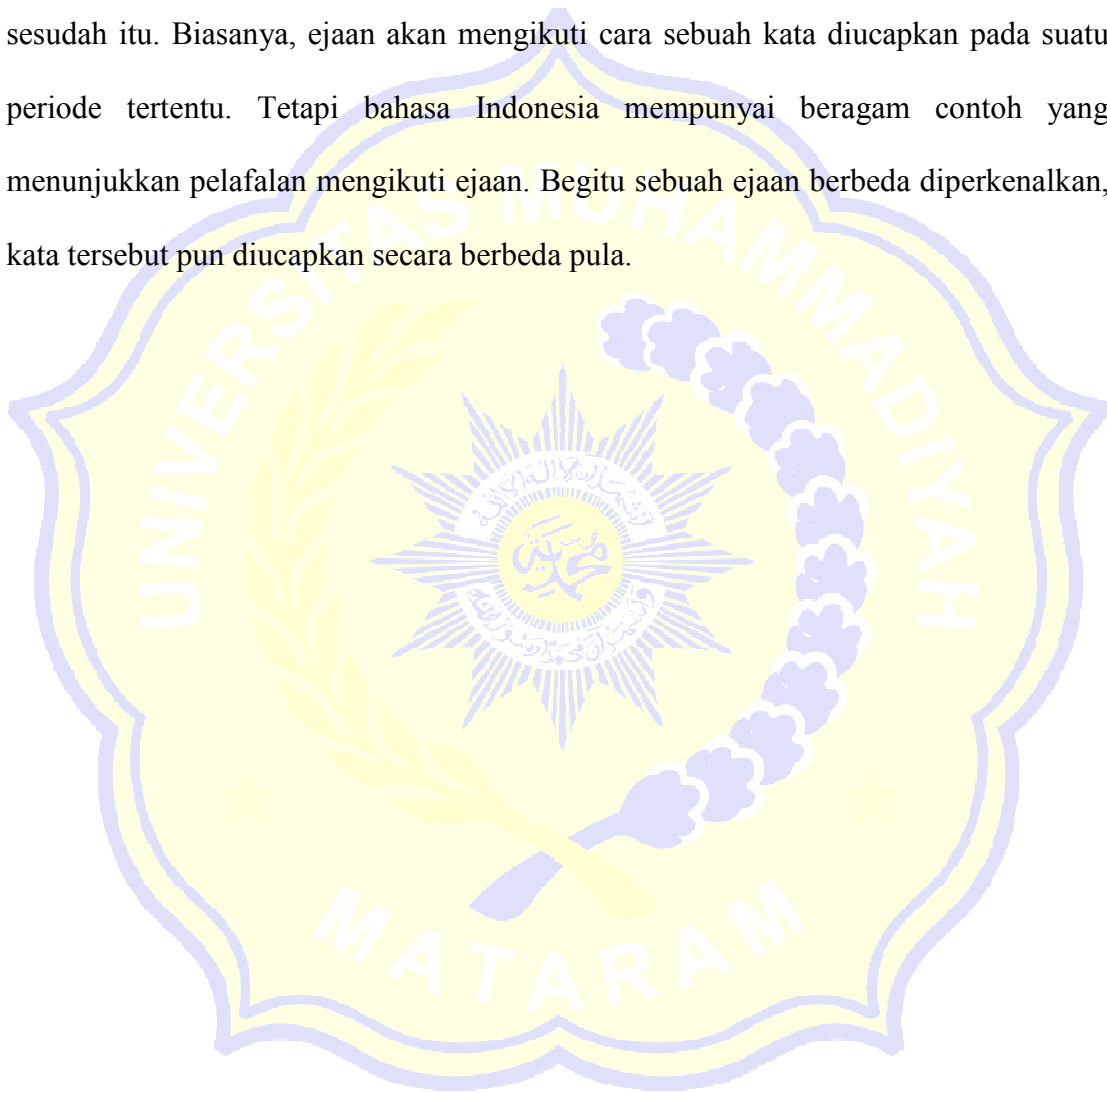 sesudah itu. Biasanya, ejaan akan mengikuti cara sebuah kata diucapkan pada suatu
periode tertentu. Tetapi bahasa Indonesia mempunyai beragam contoh yang
menunjukkan pelafalan mengikuti ejaan. Begitu sebuah ejaan berbeda diperkenalkan,
kata tersebut pun diucapkan secara berbeda pula.
UNIVERSITAS MUHAMMADIYAH
MATARAM